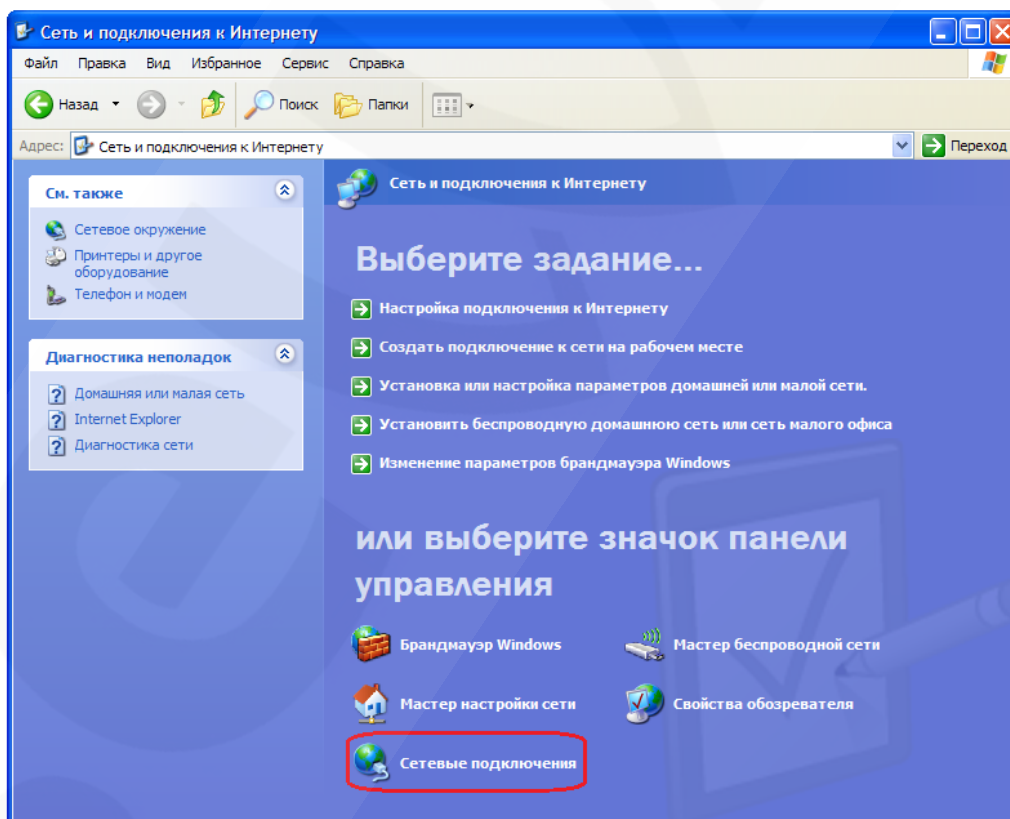 Сеть и подключения к Интернету
Файл Правка Вид Избранное Сервис Справка
Назад Поиск Папки
Адрес: Сеть и подключения к Интернету Переход
См. также
Сетевое окружение
Принтеры и другое
оборудование
Телефон и модем
Диагностика неполадок
Домашняя или малая сеть
Internet Explorer
Диагностика сети
Сеть и подключения к Интернету
Выберите задание...
Настройка подключения к Интернету
Создать подключение к сети на рабочем месте
Установка или настройка параметров домашней или малой сети.
Установить беспроводную домашнюю сеть или сеть малого офиса
Изменение параметров брандмауэра Windows
или выберите значок панели
управления
Брандмауэр Windows Мастер беспроводной сети
Мастер настройки сети Свойства обозревателя
Сетевые подключения